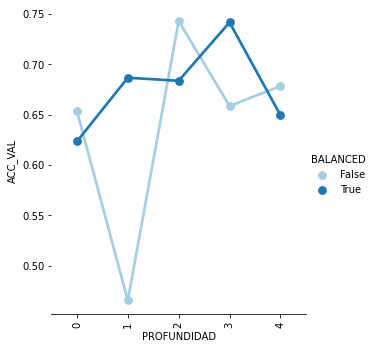 0.75
0.70
0.65
0.60
0.55
0.50
ACC_VAL
0
1
2
3
4
PROFUNDIDAD
BALANCED
False
True